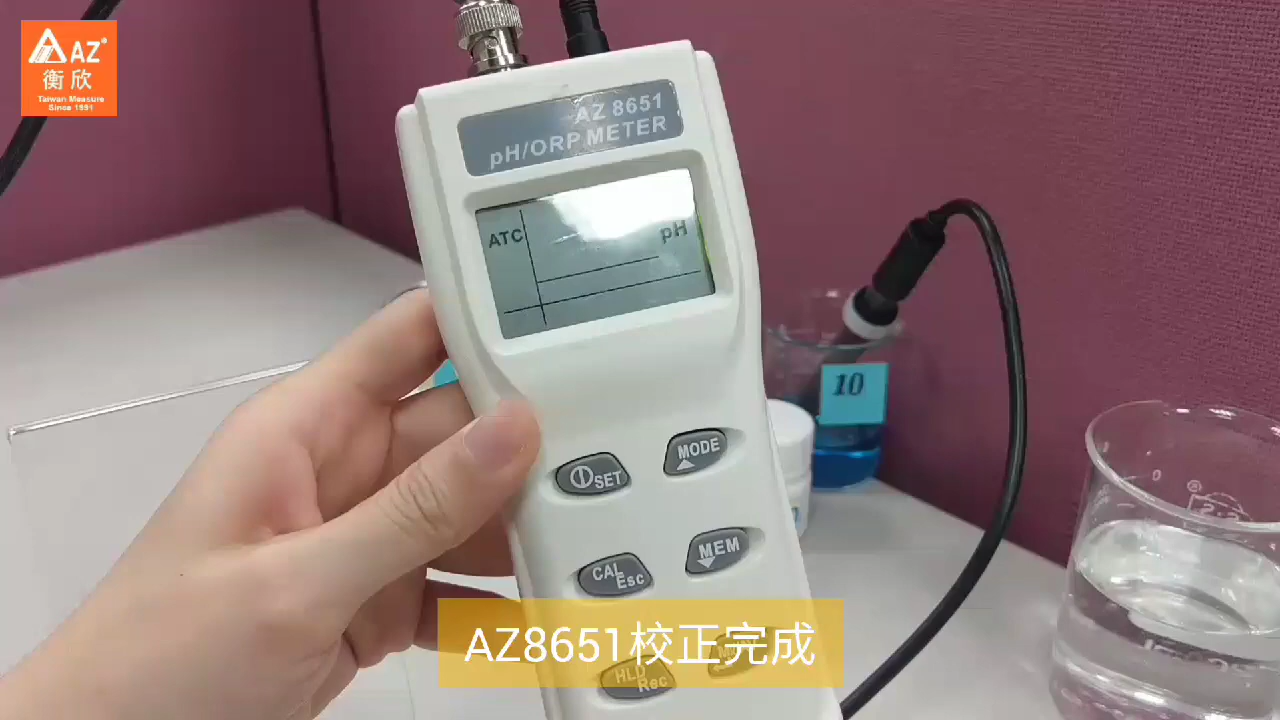 AZ®
衡欣
Taiwan Measure
Since 1991
AZ 8651
pH/ORP METER
ATC
pH
10
SET
MODE
CAL
Esc
MEM
HLD
Rec
AZ8651校正完成